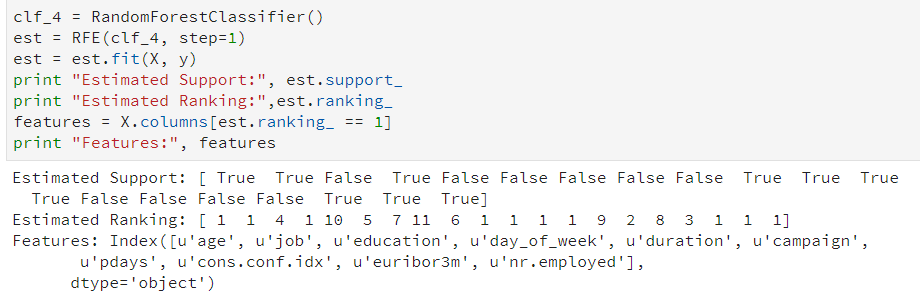 clf_4 = RandomForestClassifier()
est = RFE(clf_4, step=1)
est = est.fit(X, y)
print "Estimated Support:", est.support_
print "Estimated Ranking:",est.ranking_
features = X.columns[est.ranking_ == 1]
print "Features:", features
Estimated Support: [ True  True False  True False False False False False  True  True  True
  True False False False False  True  True  True]
Estimated Ranking: [ 1  1  4  1 10  5  7 11  6  1  1  1  1  9  2  8  3  1  1  1]
Features: Index([u'age', u'job', u'education', u'day_of_week', u'duration', u'campaign',
       u'pdays', u'cons.conf.idx', u'euribor3m', u'nr.employed'],
      dtype='object')